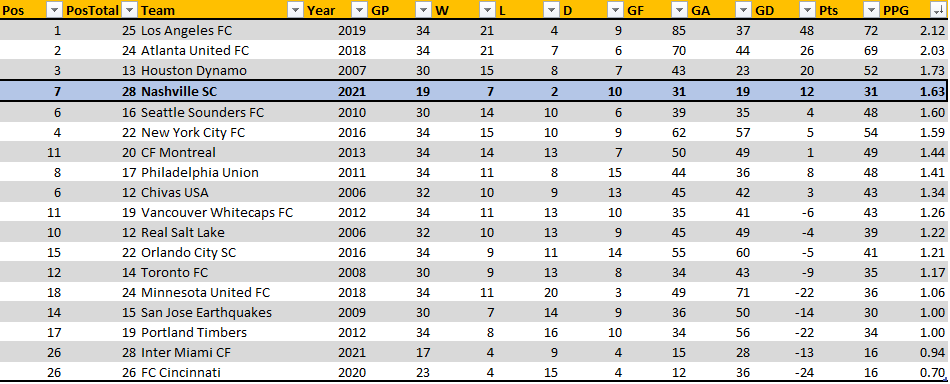 Pos PosTotal Team Year GP W L D GF GA GD Pts PPG
1 25 Los Angeles FC 2019 34 21 4 9 85 37 48 72 2.12
2 24 Atlanta United FC 2018 34 21 7 6 70 44 26 69 2.03
3 13 Houston Dynamo 2007 30 15 8 7 43 23 20 52 1.73
7 28 Nashville SC 2021 19 7 2 10 31 19 12 31 1.63
6 16 Seattle Sounders FC 2010 30 14 10 6 39 35 4 48 1.60
4 22 New York City FC 2016 34 15 10 9 62 57 5 54 1.59
11 20 CF Montreal 2013 34 14 13 7 50 49 1 49 1.44
8 17 Philadelphia Union 2011 34 11 8 15 44 36 8 48 1.41
6 12 Chivas USA 2006 32 10 9 13 45 42 3 43 1.34
11 19 Vancouver Whitecaps FC 2012 34 11 13 10 35 41 -6 43 1.26
10 12 Real Salt Lake 2006 32 10 13 9 45 49 -4 39 1.22
15 22 Orlando City SC 2016 34 9 11 14 55 60 -5 41 1.21
12 14 Toronto FC 2008 30 9 13 8 34 43 -9 35 1.17
18 24 Minnesota United FC 2018 34 11 20 3 49 71 -22 36 1.06
14 15 San Jose Earthquakes 2009 30 7 14 9 36 50 -14 30 1.00
17 19 Portland Timbers 2012 34 8 16 10 34 56 -22 34 1.00
26 28 Inter Miami CF 2021 17 4 9 4 15 28 -13 16 0.94
26 26 FC Cincinnati 2020 23 4 15 4 12 36 -24 16 0.70